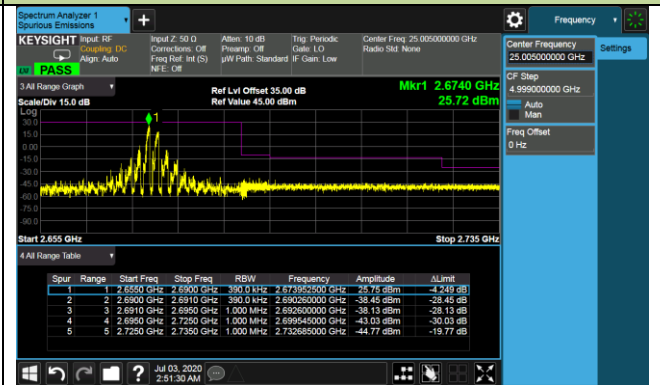 Spectrum Analyzer 1
Spurious Emissions
Frequency
KEYSIGHT
Input: RF
Coupling: DC
Align: Auto
Input Z: 50 Ω
Corrections: Off
Freq Ref: Int (S)
NFE: Off
Atten: 10 dB
Preamp: Off
µW Path: Standard
Trig: Periodic
Gate: LO
IF Gain: Low
Center Freq: 25.005000000 GHz
Radio Std: None
PASS
Center Frequency
25.005000000 GHz
Settings
CF Step
4.999000000 GHz
Auto
Man
Freq Offset
0 Hz
3 All Range Graph
Scale/Div 15.0 dB
Ref Lvl Offset 35.00 dB
Ref Value 45.00 dBm
Mkr1 2.6740 GHz
25.72 dBm
Log
30.0
15.0
0.00
-15.0
-30.0
-45.0
-60.0
-75.0
-90.0
1
Start 2.655 GHz
Stop 2.735 GHz
4 All Range Table
Spur Range Start Freq Stop Freq RBW Frequency Amplitude ΔLimit
1 1 2.6550 GHz 2.6900 GHz 390.0 kHz 2.673952500 GHz 25.75 dBm -4.249 dB
2 2 2.6900 GHz 2.6910 GHz 390.0 kHz 2.690260000 GHz -38.45 dBm -28.45 dB
3 3 2.6910 GHz 2.6950 GHz 1.000 MHz 2.692600000 GHz -38.13 dBm -28.13 dB
4 4 2.6950 GHz 2.7250 GHz 1.000 MHz 2.699545000 GHz -43.03 dBm -30.03 dB
5 5 2.7250 GHz 2.7350 GHz 1.000 MHz 2.732685000 GHz -44.77 dBm -19.77 dB
Jul 03, 2020
2:51:30 AM